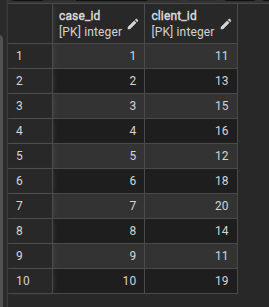 case_id client_id
[PK] integer [PK] integer
1 1 11
2 2 13
3 3 15
4 4 16
5 5 12
6 6 18
7 7 20
8 8 14
9 9 11
10 10 19